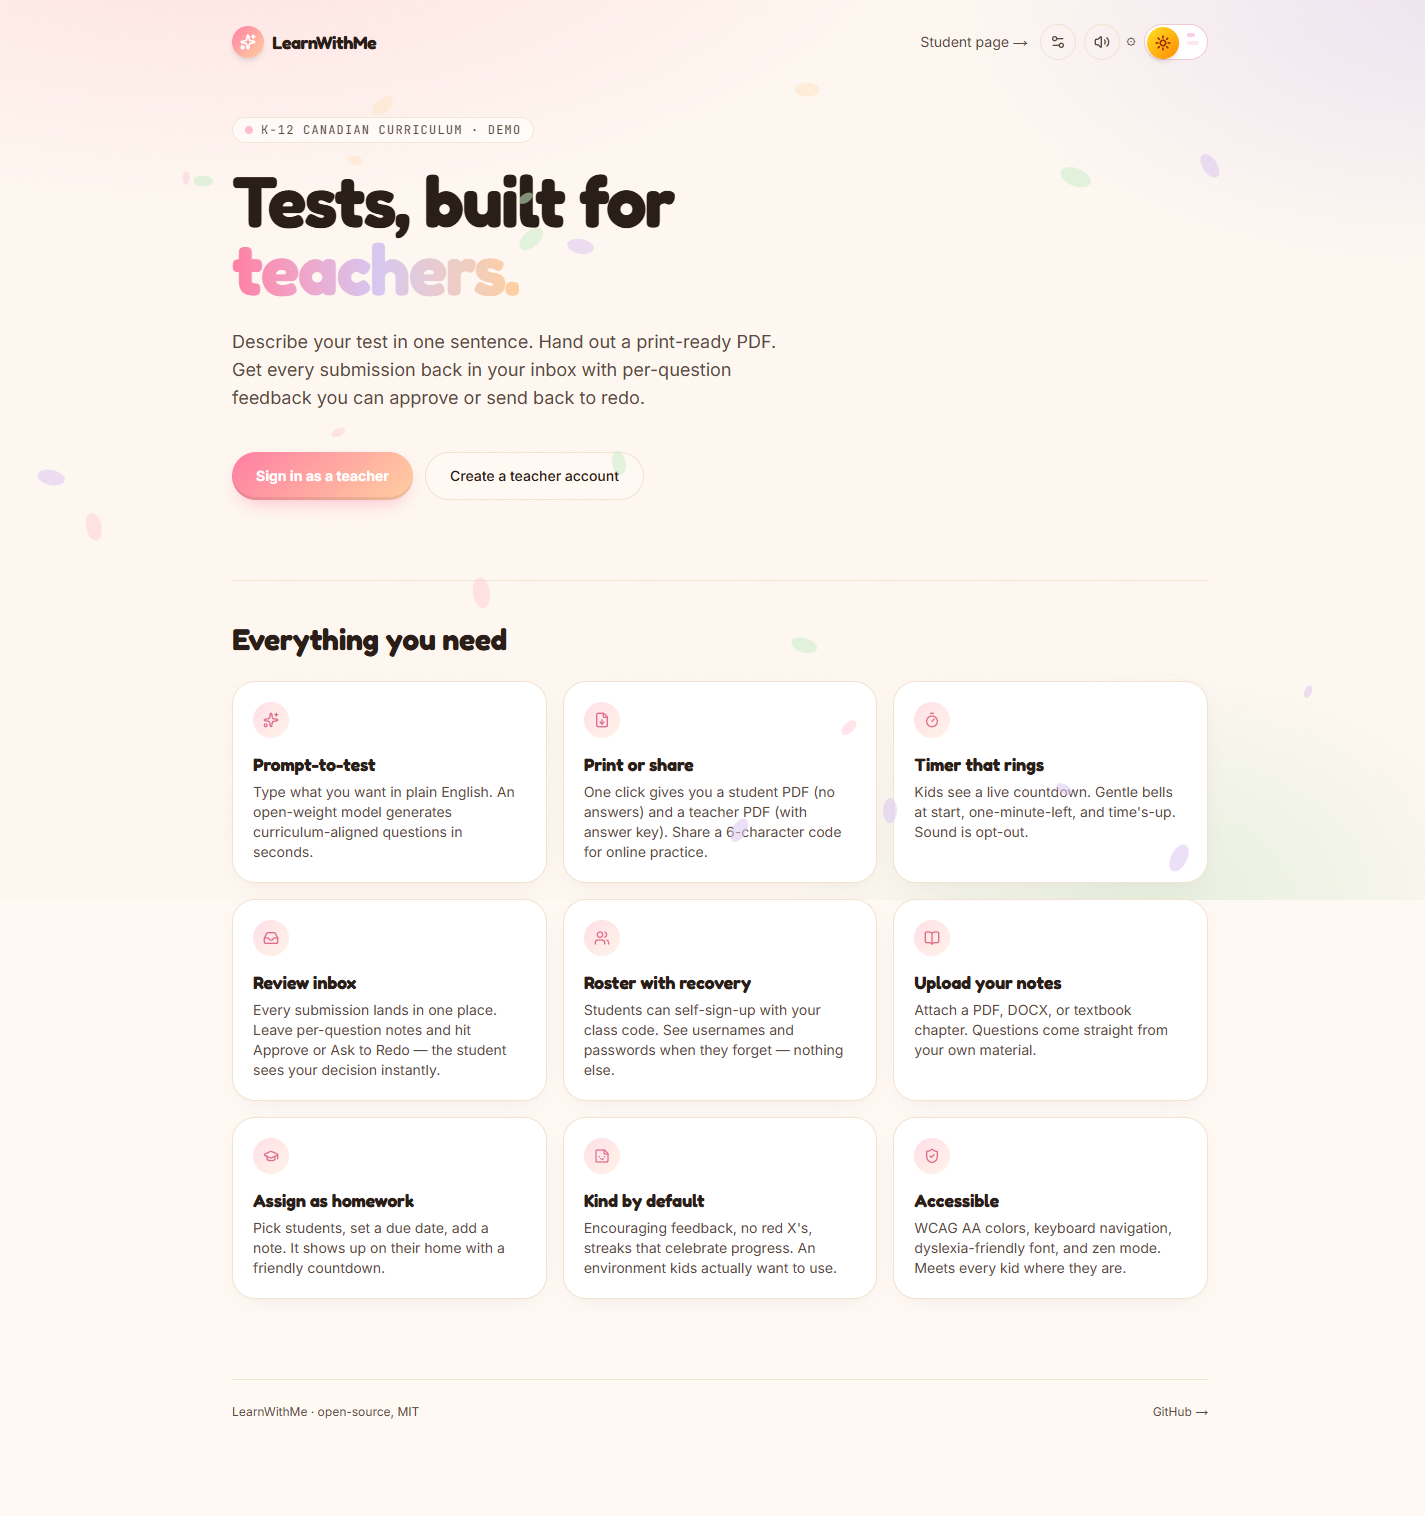 LearnWithMe
Student page →
K-12 CANADIAN CURRICULUM · DEMO
Tests, built for
teachers.
Describe your test in one sentence. Hand out a print-ready PDF.
Get every submission back in your inbox with per-question
feedback you can approve or send back to redo.
Sign in as a teacher
Create a teacher account
Everything you need
Prompt-to-test
Type what you want in plain English. An
open-weight model generates
curriculum-aligned questions in
seconds.
Print or share
One click gives you a student PDF (no
answers) and a teacher PDF (with
answer key). Share a 6-character code
for online practice.
Timer that rings
Kids see a live countdown. Gentle bells
at start, one-minute-left, and time's-up.
Sound is opt-out.
Review inbox
Every submission lands in one place.
Leave per-question notes and hit
Approve or Ask to Redo — the student
sees your decision instantly.
Roster with recovery
Students can self-sign-up with your
class code. See usernames and
passwords when they forget — nothing
else.
Upload your notes
Attach a PDF, DOCX, or textbook
chapter. Questions come straight from
your own material.
Assign as homework
Pick students, set a due date, add a
note. It shows up on their home with a
friendly countdown.
Kind by default
Encouraging feedback, no red X's,
streaks that celebrate progress. An
environment kids actually want to use.
Accessible
WCAG AA colors, keyboard navigation,
dyslexia-friendly font, and zen mode.
Meets every kid where they are.
LearnWithMe · open-source, MIT
GitHub →